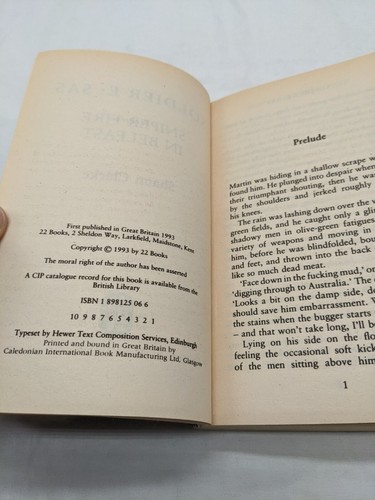 First published in Great Britain 1993
22 Books, 2 Sheldon Way, Larkfield, Maidstone, Kent
Copyright © 1993 by 22 Books
The moral right of the author has been asserted
A CIP catalogue record for this book is available from the
British Library
ISBN 1 898125 06 6
10 9 8 7 6 5 4 3 2 1
Typeset by Hewer Text Composition Services, Edinburgh
Printed and bound in Great Britain by
Caledonian International Book Manufacturing Ltd, Glasgow
Prelude
Martin was hiding in a shallow scrape w
found him. He plunged into despair when
their triumphant shouting, then he was
by the shoulders and jerked roughly
his knees.
The rain was lashing down over the v
green fields, and he caught only a glim
shadowy men in olive-green fatigues
variety of weapons and moving in
him, before he was blindfolded, bou
and feet, and thrown into the back
like so much dead meat.
'Face down in the fucking mud,' or
'digging through to Australia.' The
'Looks a bit on the damp side, do
should save him embarrassment. W
the stains when the bugger starts
– and that won't take long, I'll b
Lying on his side on the flo
feeling the occasional soft kick
of the men sitting above him
1